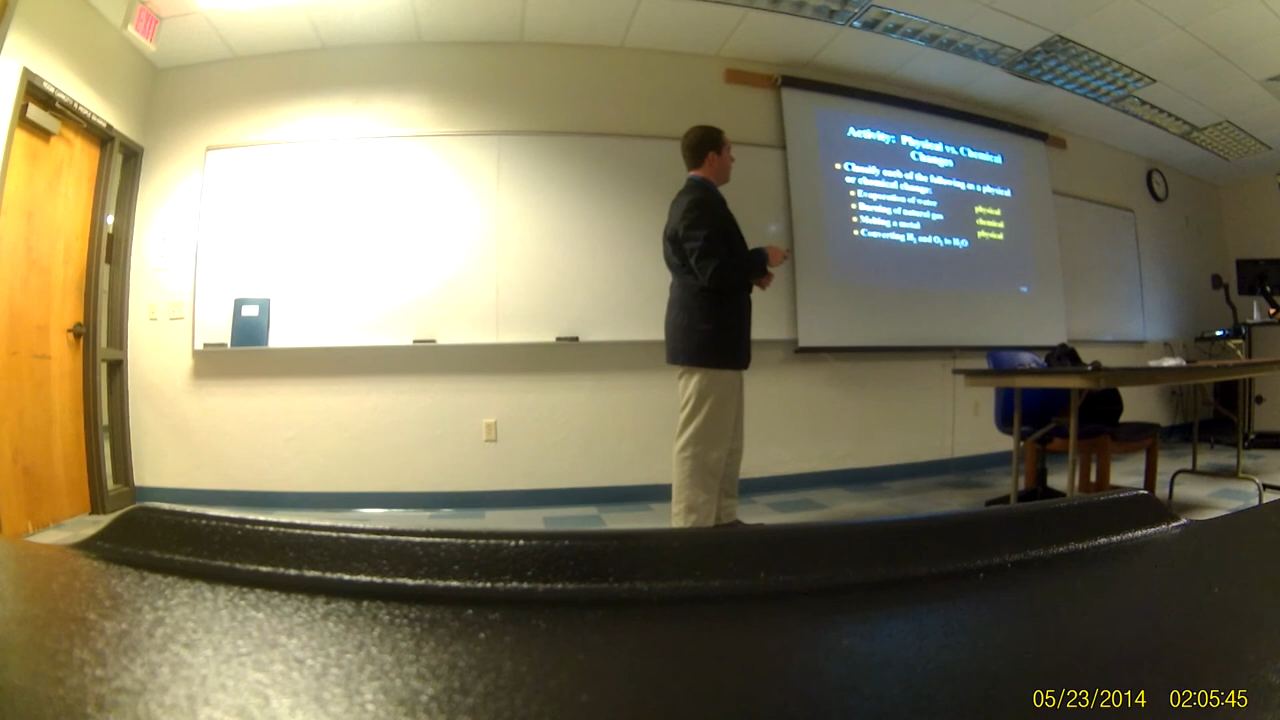 EXIT
Activity: Physical vs. Chemical
Changes
Classify each of the following as a physical
or chemical change:
Evaporation of water physical
Burning of natural gas chemical
Melting a metal physical
Converting H₂ and O₂ to H₂O
05/23/2014 02:05:45